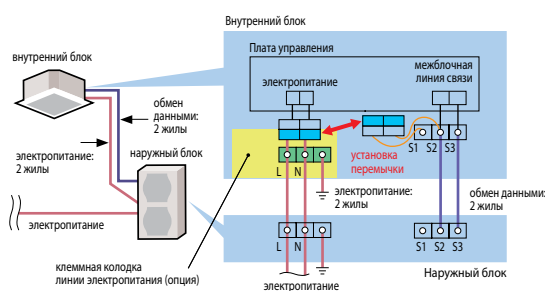 Внутренний блок
Плата управления
внутренний блок
электропитание
межблочная
линия связи
обмен
данными:
2 жилы
S1 S2 S3
электропитание:
2 жилы
наружный блок
L N
установка
перемычки
электропитание:
2 жилы
обмен данными:
2 жилы
электропитание
L N
S1 S2 S3
клеммная колодка
линии электропитания (опция)
Наружный блок
электропитание